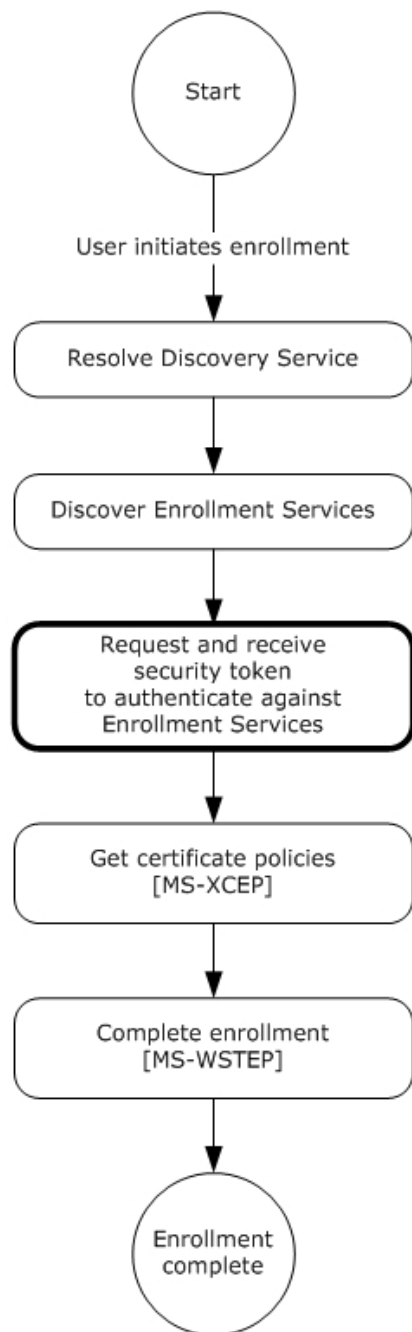 Start
User initiates enrollment
Resolve Discovery Service
Discover Enrollment Services
Request and receive
security token
to authenticate against
Enrollment Services
Get certificate policies
[MS-XCEP]
Complete enrollment
[MS-WSTEP]
Enrollment
complete